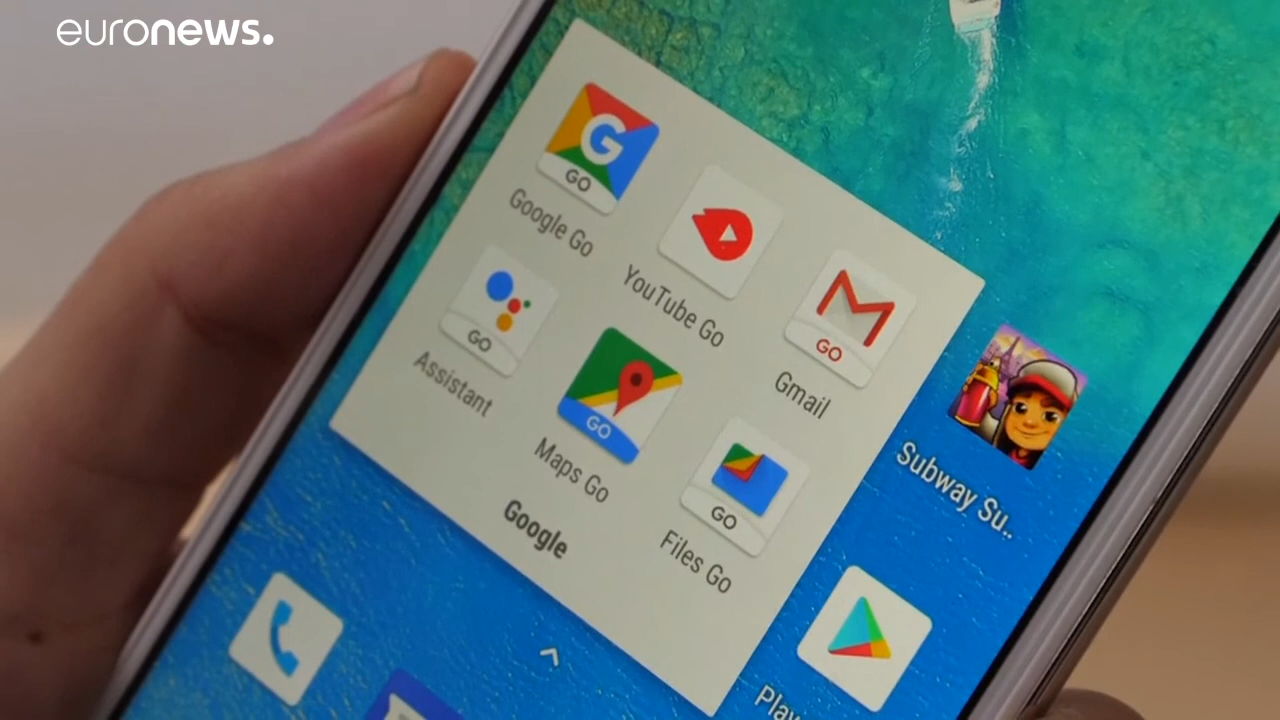 euronews.
G
GO
Google Go
YouTube Go
GO
Gmail
GO
Assistant
GO
Maps Go
GO
Files Go
Google
Subway Su..
Play